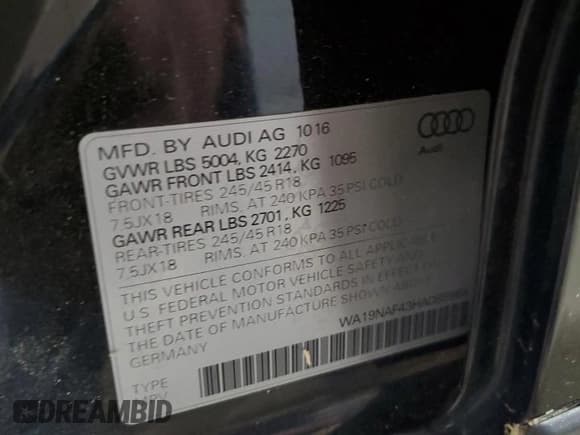 MFD. BY AUDI AG 10 16
GVWR LBS 5004, KG 2270
GAWR FRONT LBS 2414, KG 1095
FRONT-TIRES 245/45 R18
7.5JX18 RIMS, AT 240 KPA 35 PSI COLD
GAWR REAR LBS 2701, KG 1225
REAR-TIRES 245/45 R18
7.5JX18 RIMS, AT 240 KPA 35 PSI COLD
THIS VEHICLE CONFORMS TO ALL
U.S. FEDERAL MOTOR VEHICLE SAFETY AND
THEFT PREVENTION STANDARDS IN EFFECT
THE DATE OF MANUFACTURE SHOWN
GERMANY
Audi
TYPE
DREAMBID